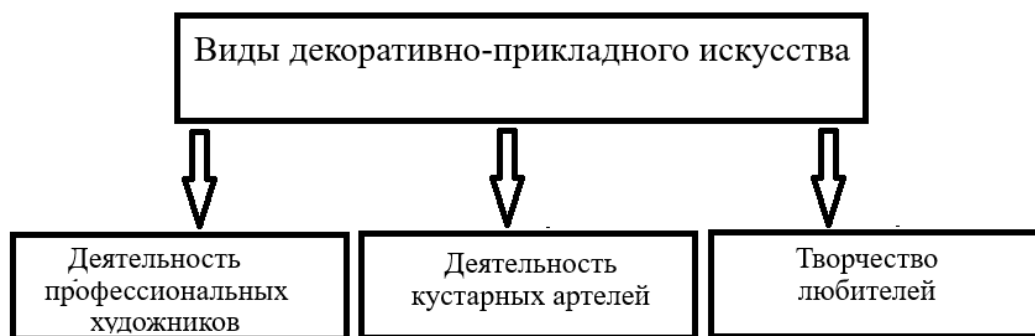 Виды декоративно-прикладного искусства
Деятельность
профессиональных
художников
Деятельность
кустарных артелей
Творчество
любителей